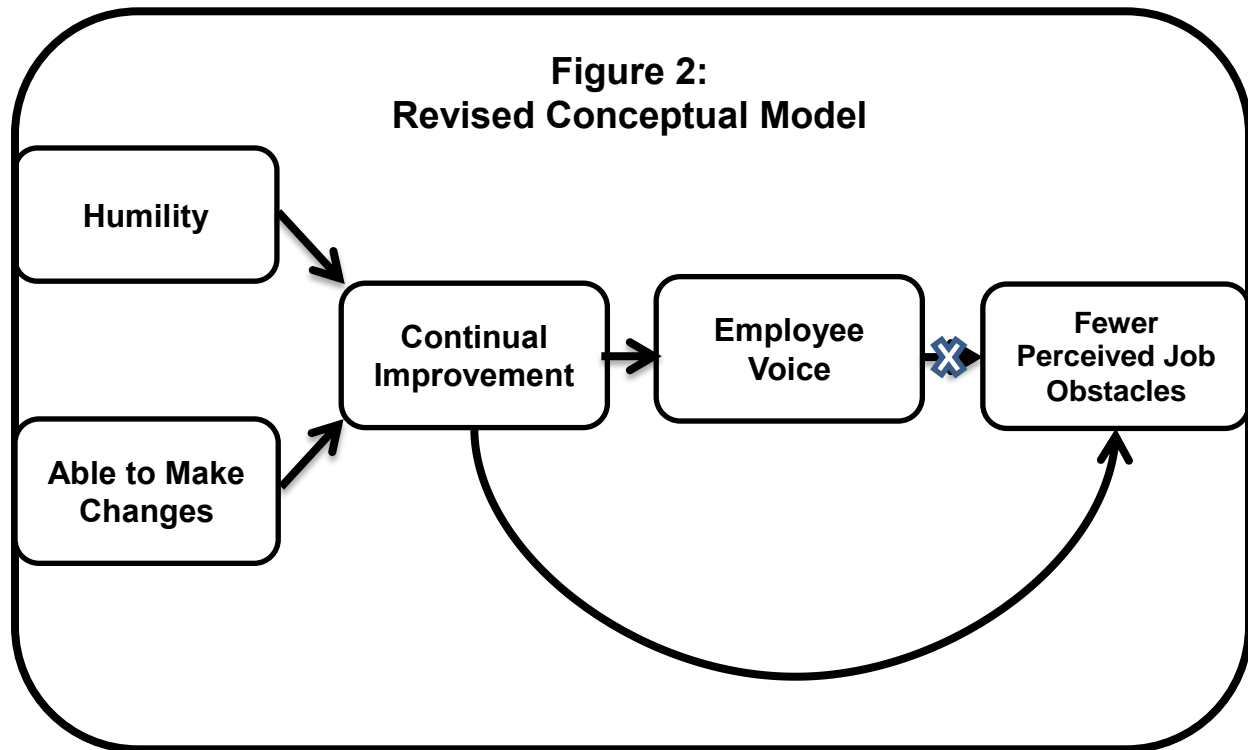 Figure 2:
Revised Conceptual Model
Humility
Able to Make
Changes
Continual
Improvement
Employee
Voice
X
Fewer
Perceived Job
Obstacles